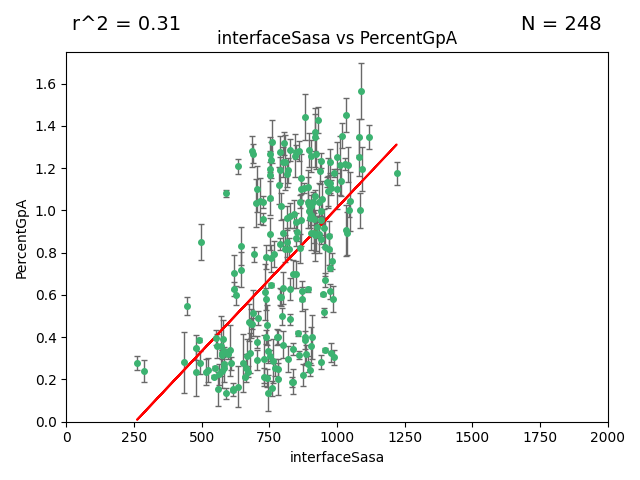 r^2 = 0.31
N = 248
interfaceSasa vs PercentGpA
PercentGpA
1.6
1.4
1.2
1.0
0.8
0.6
0.4
0.2
0.0
0 250 500 750 1000 1250 1500 1750 2000
interfaceSasa